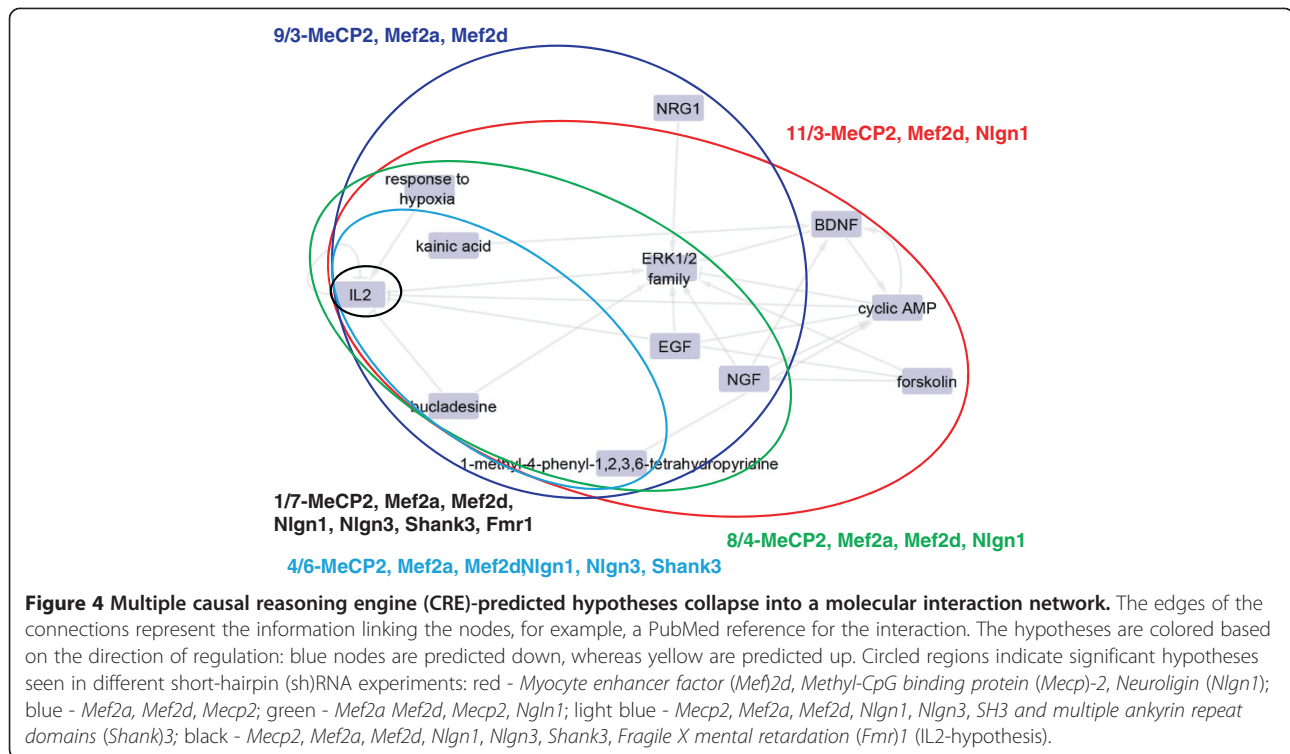 9/3-MeCP2, Mef2a, Mef2d
NRG1
11/3-MeCP2, Mef2d, Nlgn1
response to
hypoxia
BDNF
kainic acid
ERK1/2
family
IL2
cyclic AMP
EGF
NGF
forskolin
bucladesine
1-methyl-4-phenyl-1,2,3,6-tetrahydropyridine
1/7-MeCP2, Mef2a, Mef2d,
Nlgn1, Nlgn3, Shank3, Fmr1
8/4-MeCP2, Mef2a, Mef2d, Nlgn1
4/6-MeCP2, Mef2a, Mef2d,Nlgn1, Nlgn3, Shank3
Figure 4 Multiple causal reasoning engine (CRE)-predicted hypotheses collapse into a molecular interaction network. The edges of the
connections represent the information linking the nodes, for example, a PubMed reference for the interaction. The hypotheses are colored based
on the direction of regulation: blue nodes are predicted down, whereas yellow are predicted up. Circled regions indicate significant hypotheses
seen in different short-hairpin (sh)RNA experiments: red - Myocyte enhancer factor (Mef)2d, Methyl-CpG binding protein (Mecp)-2, Neuroligin (Nlgn1);
blue - Mef2a, Mef2d, Mecp2; green - Mef2a Mef2d, Mecp2, Ngln1; light blue - Mecp2, Mef2a, Mef2d, Nlgn1, Nlgn3, SH3 and multiple ankyrin repeat
domains (Shank)3; black - Mecp2, Mef2a, Mef2d, Nlgn1, Nlgn3, Shank3, Fragile X mental retardation (Fmr)1 (IL2-hypothesis).